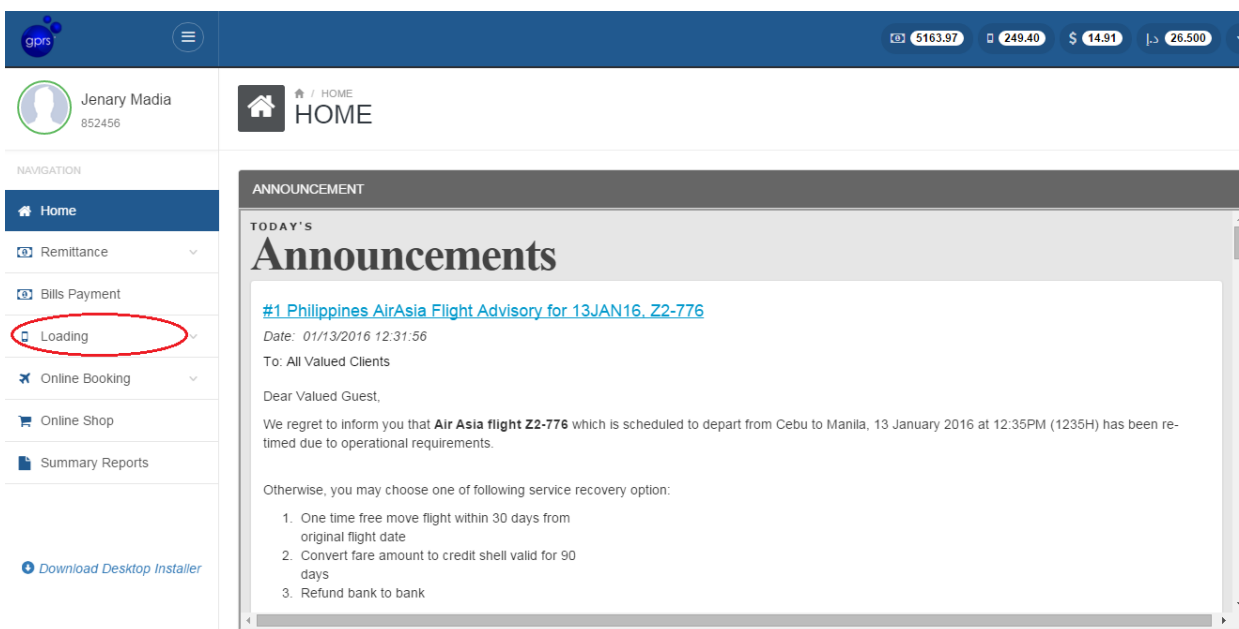 gprs
5163.97 249.40 $ 14.91 د.إ 26.500
Jenary Madia
852456
/ HOME
HOME
NAVIGATION
Home
Remittance
Bills Payment
Loading
Online Booking
Online Shop
Summary Reports
Download Desktop Installer
ANNOUNCEMENT
TODAY'S
Announcements
#1 Philippines AirAsia Flight Advisory for 13JAN16, Z2-776
Date: 01/13/2016 12:31:56
To: All Valued Clients
Dear Valued Guest,
We regret to inform you that Air Asia flight Z2-776 which is scheduled to depart from Cebu to Manila, 13 January 2016 at 12:35PM (1235H) has been re-
timed due to operational requirements.
Otherwise, you may choose one of following service recovery option:
1. One time free move flight within 30 days from
original flight date
2. Convert fare amount to credit shell valid for 90
days
3. Refund bank to bank